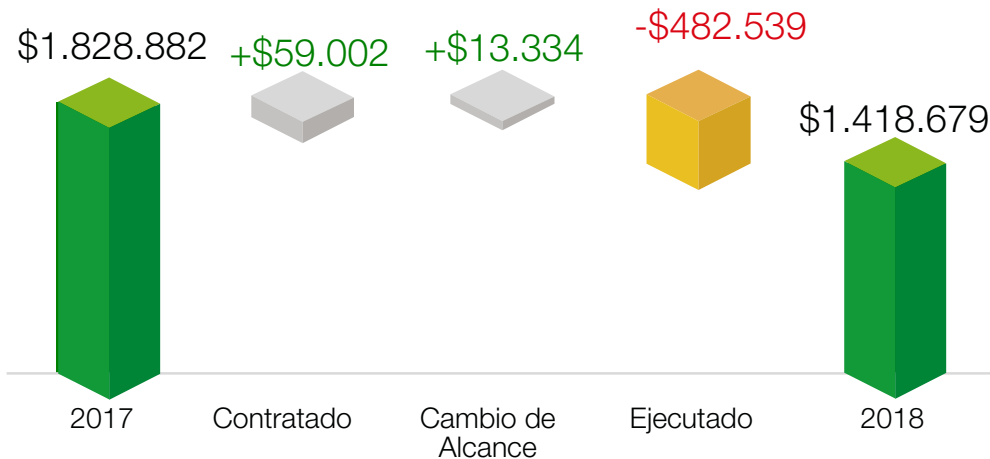 $1.828.882
+$59.002
+$13.334
-$482.539
$1.418.679
2017
Contratado
Cambio de
Alcance
Ejecutado
2018